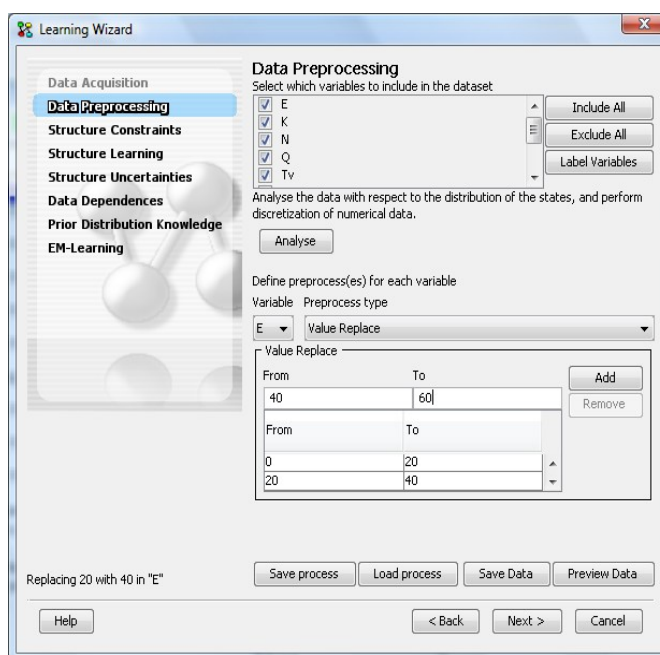 Learning Wizard
Data Acquisition
Data Preprocessing
Structure Constraints
Structure Learning
Structure Uncertainties
Data Dependences
Prior Distribution Knowledge
EM-Learning
Data Preprocessing
Select which variables to include in the dataset
E
K
N
Q
Tv
Include All
Exclude All
Label Variables
Analyse the data with respect to the distribution of the states, and perform
discretization of numerical data.
Analyse
Define preprocess(es) for each variable
Variable Preprocess type
E Value Replace
Value Replace
From To
40 60
Add
Remove
From To
0 20
20 40
Replacing 20 with 40 in "E"
Save process Load process Save Data Preview Data
Help < Back Next > Cancel